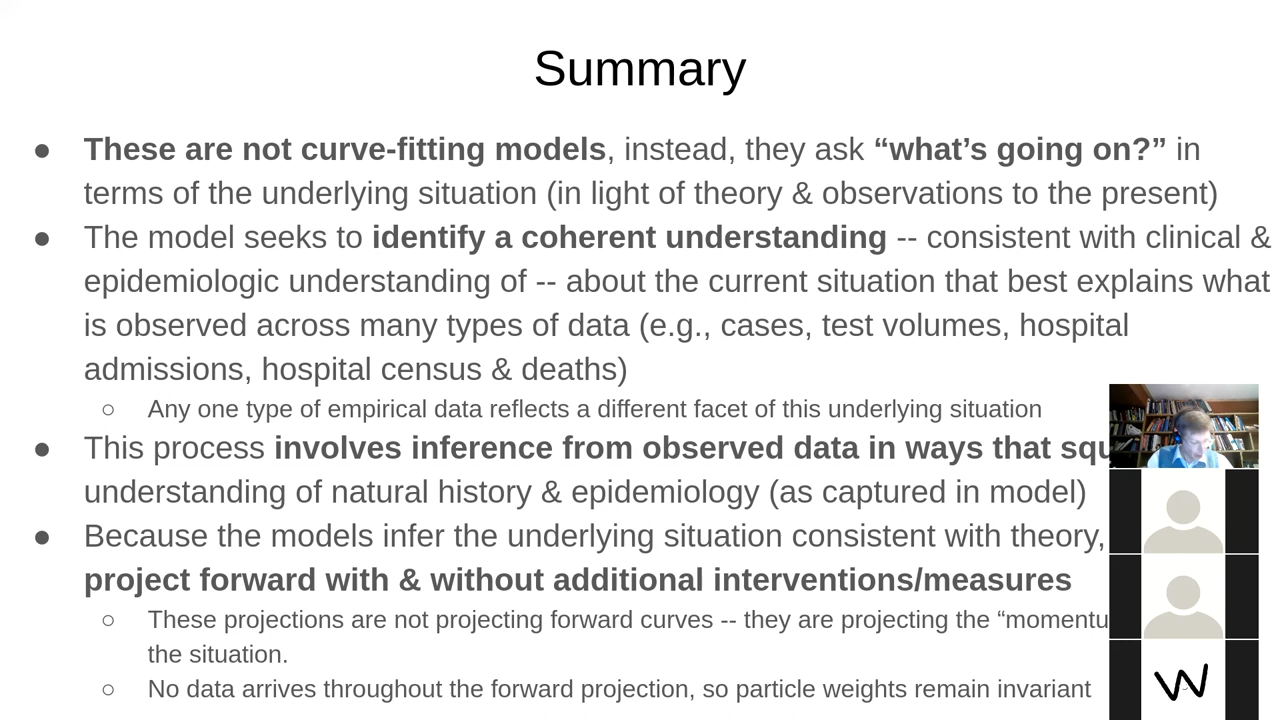 Summary
● These are not curve-fitting models, instead, they ask “what’s going on?” in
terms of the underlying situation (in light of theory & observations to the present)
● The model seeks to identify a coherent understanding -- consistent with clinical &
epidemiologic understanding of -- about the current situation that best explains what
is observed across many types of data (e.g., cases, test volumes, hospital
admissions, hospital census & deaths)
○ Any one type of empirical data reflects a different facet of this underlying situation
● This process involves inference from observed data in ways that
understanding of natural history & epidemiology (as captured in model)
● Because the models infer the underlying situation consistent with theory,
project forward with & without additional interventions/measures
○ These projections are not projecting forward curves -- they are projecting the
the situation.
○ No data arrives throughout the forward projection, so particle weights remain invariant
W